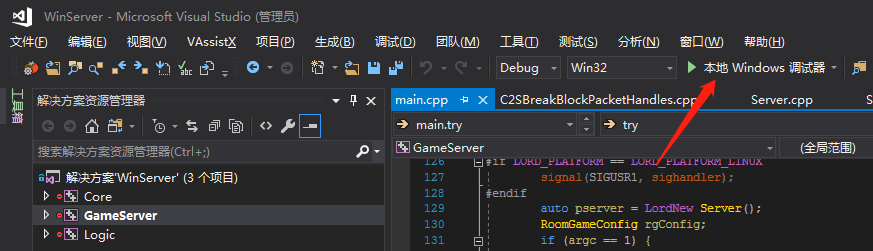 WinServer - Microsoft Visual Studio (管理员)
文件(F) 编辑(E) 视图(V) VAssistX 项目(P) 生成(B) 调试(D) 团队(M) 工具(T) 测试(S) 分析(N) 窗口(W) 帮助(H)
abc Debug Win32 本地 Windows 调试器
工具箱
解决方案资源管理器
搜索解决方案资源管理器(Ctrl+;)
解决方案'WinServer' (3 个项目)
Core
GameServer
Logic
main.cpp C2SBreakBlockPacketHandles.cpp Server.cpp S
main.try try
GameServer (全局范围)
126 #if LORD_PLATFORM == LORD_PLATFORM_LINUX
127 signal(SIGUSR1, sighandler);
128 #endif
129 auto pserver = LordNew Server();
130 RoomGameConfig rgConfig;
131 if (argc == 1) {